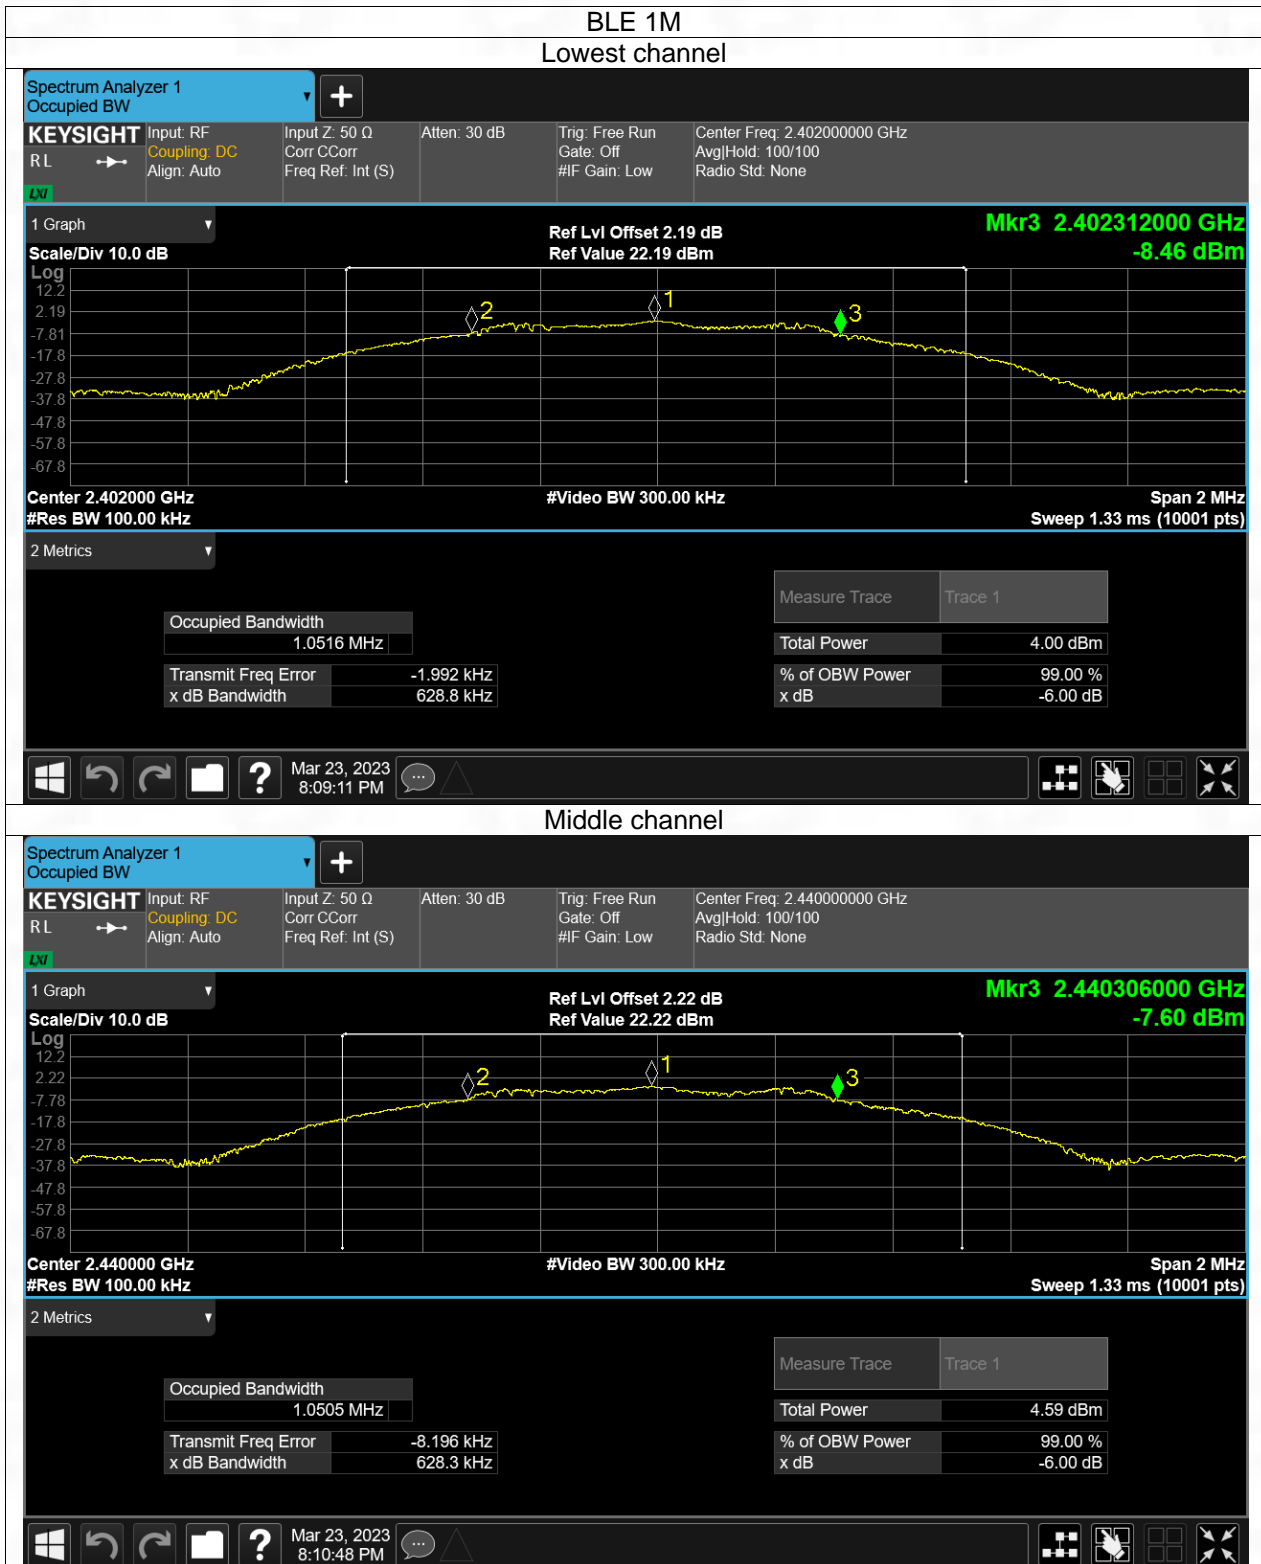 BLE 1M
Lowest channel
Spectrum Analyzer 1
Occupied BW
KEYSIGHT
R L
LXI
Input: RF
Coupling: DC
Align: Auto
Input Z: 50 Ω
Corr CCorr
Freq Ref: Int (S)
Atten: 30 dB
Trig: Free Run
Gate: Off
#IF Gain: Low
Center Freq: 2.402000000 GHz
Avg|Hold: 100/100
Radio Std: None
1 Graph
Scale/Div 10.0 dB
Ref Lvl Offset 2.19 dB
Ref Value 22.19 dBm
Mkr3 2.402312000 GHz
-8.46 dBm
Log
12.2
2.19
-7.81
-17.8
-27.8
-37.8
-47.8
-57.8
-67.8
2
1
3
Center 2.402000 GHz
#Res BW 100.00 kHz
#Video BW 300.00 kHz
Span 2 MHz
Sweep 1.33 ms (10001 pts)
2 Metrics
Measure Trace Trace 1
Occupied Bandwidth
1.0516 MHz
Total Power 4.00 dBm
Transmit Freq Error -1.992 kHz
% of OBW Power 99.00 %
x dB Bandwidth 628.8 kHz
x dB -6.00 dB
Mar 23, 2023
8:09:11 PM
Middle channel
Spectrum Analyzer 1
Occupied BW
KEYSIGHT
R L
LXI
Input: RF
Coupling: DC
Align: Auto
Input Z: 50 Ω
Corr CCorr
Freq Ref: Int (S)
Atten: 30 dB
Trig: Free Run
Gate: Off
#IF Gain: Low
Center Freq: 2.440000000 GHz
Avg|Hold: 100/100
Radio Std: None
1 Graph
Scale/Div 10.0 dB
Ref Lvl Offset 2.22 dB
Ref Value 22.22 dBm
Mkr3 2.440306000 GHz
-7.60 dBm
Log
12.2
2.22
-7.78
-17.8
-27.8
-37.8
-47.8
-57.8
-67.8
2
1
3
Center 2.440000 GHz
#Res BW 100.00 kHz
#Video BW 300.00 kHz
Span 2 MHz
Sweep 1.33 ms (10001 pts)
2 Metrics
Measure Trace Trace 1
Occupied Bandwidth
1.0505 MHz
Total Power 4.59 dBm
Transmit Freq Error -8.196 kHz
% of OBW Power 99.00 %
x dB Bandwidth 628.3 kHz
x dB -6.00 dB
Mar 23, 2023
8:10:48 PM